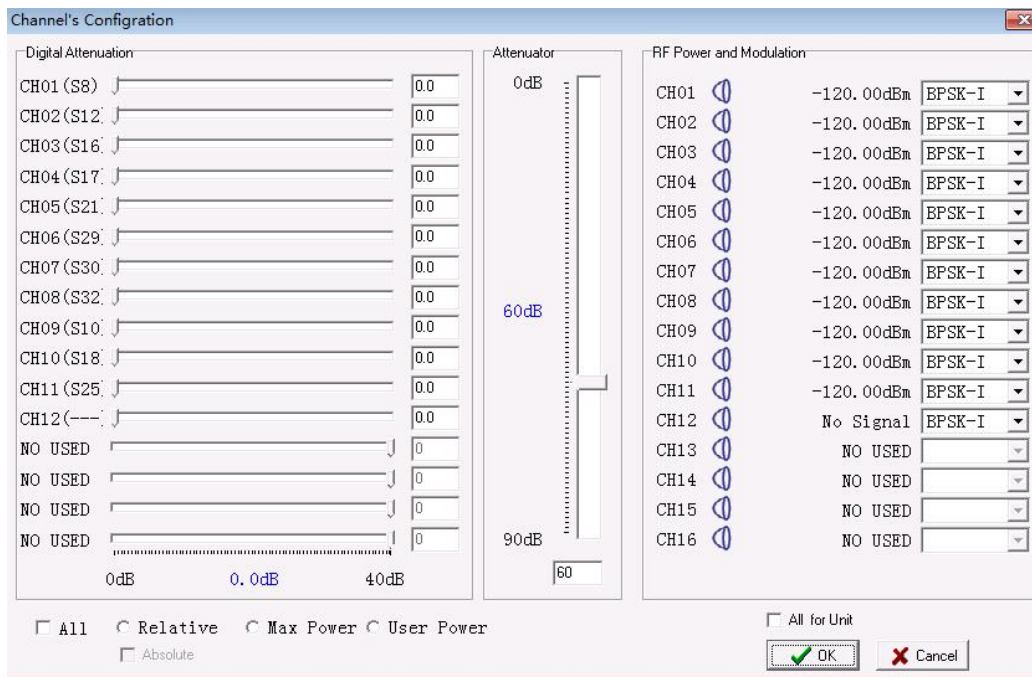 Channel's Configration
Digital Attenuation
CH01(S8) 0.0
CH02(S12 0.0
CH03(S16 0.0
CH04(S17 0.0
CH05(S21 0.0
CH06(S29 0.0
CH07(S30 0.0
CH08(S32 0.0
CH09(S10 0.0
CH10(S18 0.0
CH11(S25 0.0
CH12(--- 0.0
NO USED 0
NO USED 0
NO USED 0
NO USED 0
0dB 0.0dB 40dB
Attenuator
0dB
60dB
90dB
60
RF Power and Modulation
CH01 -120.00dBm BPSK-I
CH02 -120.00dBm BPSK-I
CH03 -120.00dBm BPSK-I
CH04 -120.00dBm BPSK-I
CH05 -120.00dBm BPSK-I
CH06 -120.00dBm BPSK-I
CH07 -120.00dBm BPSK-I
CH08 -120.00dBm BPSK-I
CH09 -120.00dBm BPSK-I
CH10 -120.00dBm BPSK-I
CH11 -120.00dBm BPSK-I
CH12 No Signal BPSK-I
CH13 NO USED
CH14 NO USED
CH15 NO USED
CH16 NO USED
All Relative Max Power User Power
Absolute
All for Unit
OK Cancel